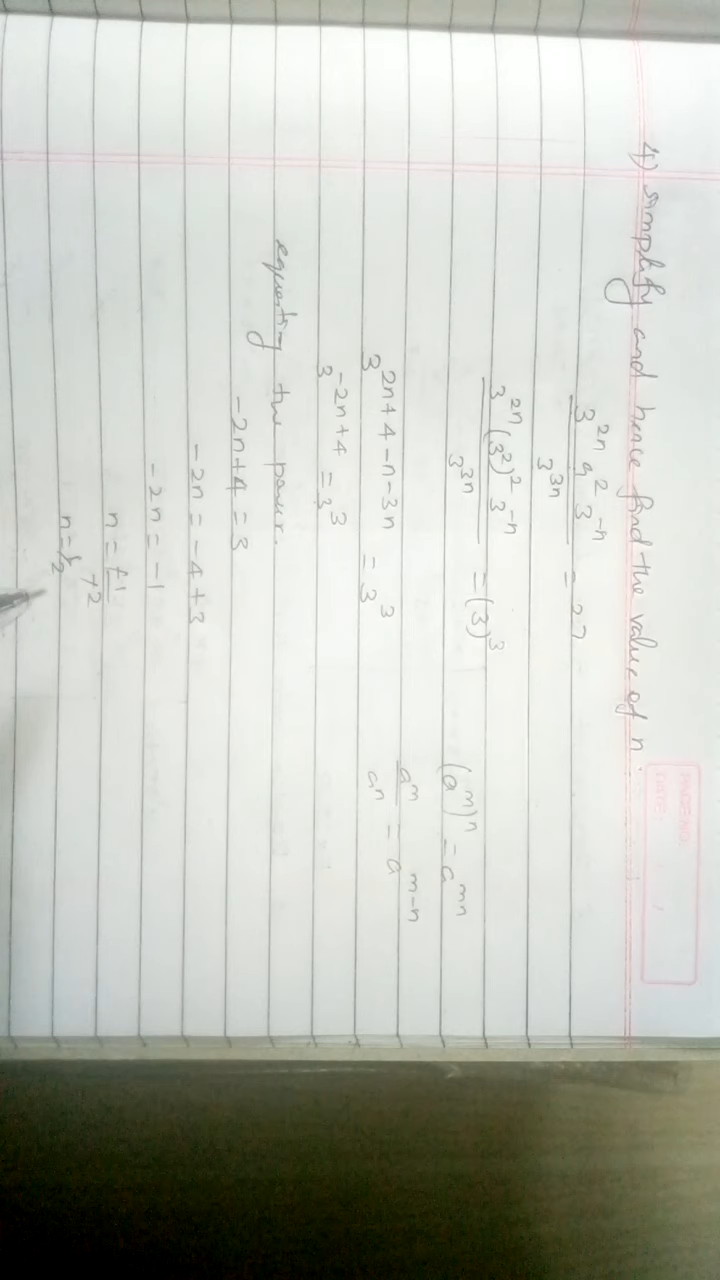 PAGE NO.
DATE: /
4) Simplify and hence find the value of n.
3^2n 9^2 3^-n / 3^3n = 27
3^2n (3^2)^2 3^-n / 3^3n = (3)^3
(a^m)^n = a^mn
3^2n+4-n-3n = 3^3
a^m / a^n = a^m-n
3^-2n+4 = 3^3
equating the power.
-2n+4 = 3
-2n = -4+3
-2n = -1
n = +1 / +2
n = 1/2